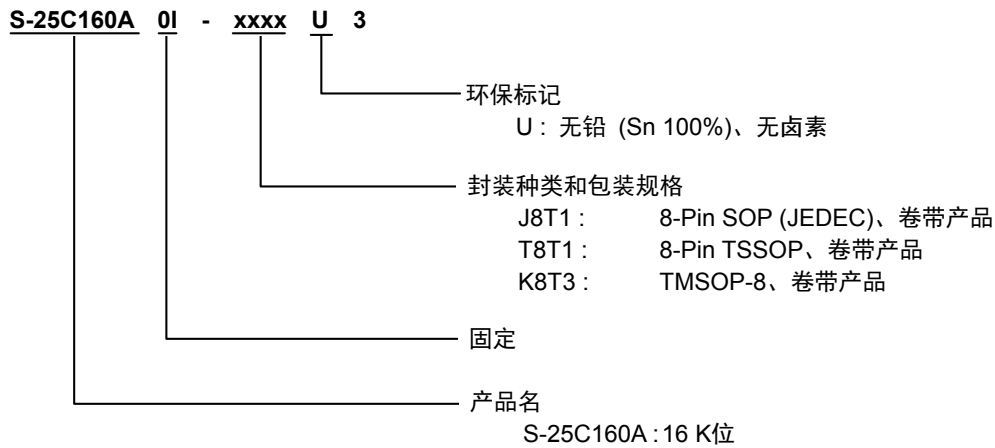 S-25C160A 0I - xxxx U 3
环保标记
U : 无铅 (Sn 100%)、无卤素
封装种类和包装规格
J8T1 : 8-Pin SOP (JEDEC)、卷带产品
T8T1 : 8-Pin TSSOP、卷带产品
K8T3 : TMSOP-8、卷带产品
固定
产品名
S-25C160A : 16 K位